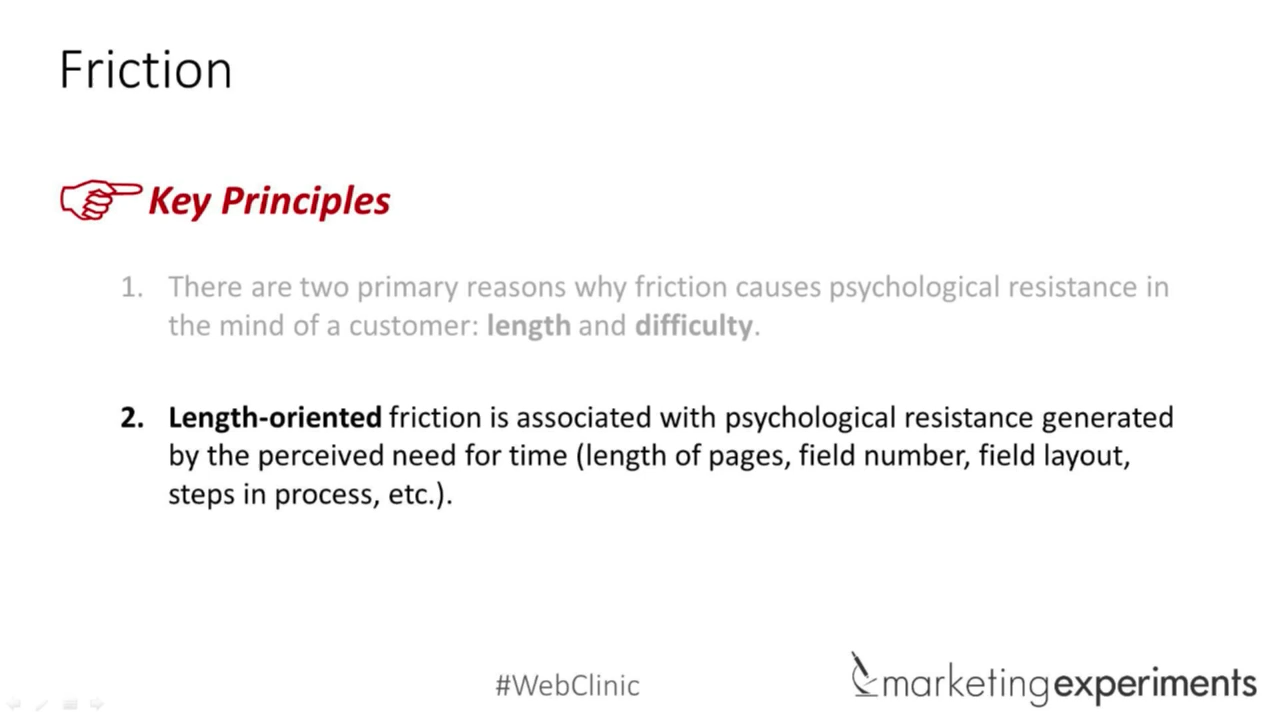 Friction
Key Principles
1. There are two primary reasons why friction causes psychological resistance in
the mind of a customer: length and difficulty.
2. Length-oriented friction is associated with psychological resistance generated
by the perceived need for time (length of pages, field number, field layout,
steps in process, etc.).
#WebClinic
marketingexperiments